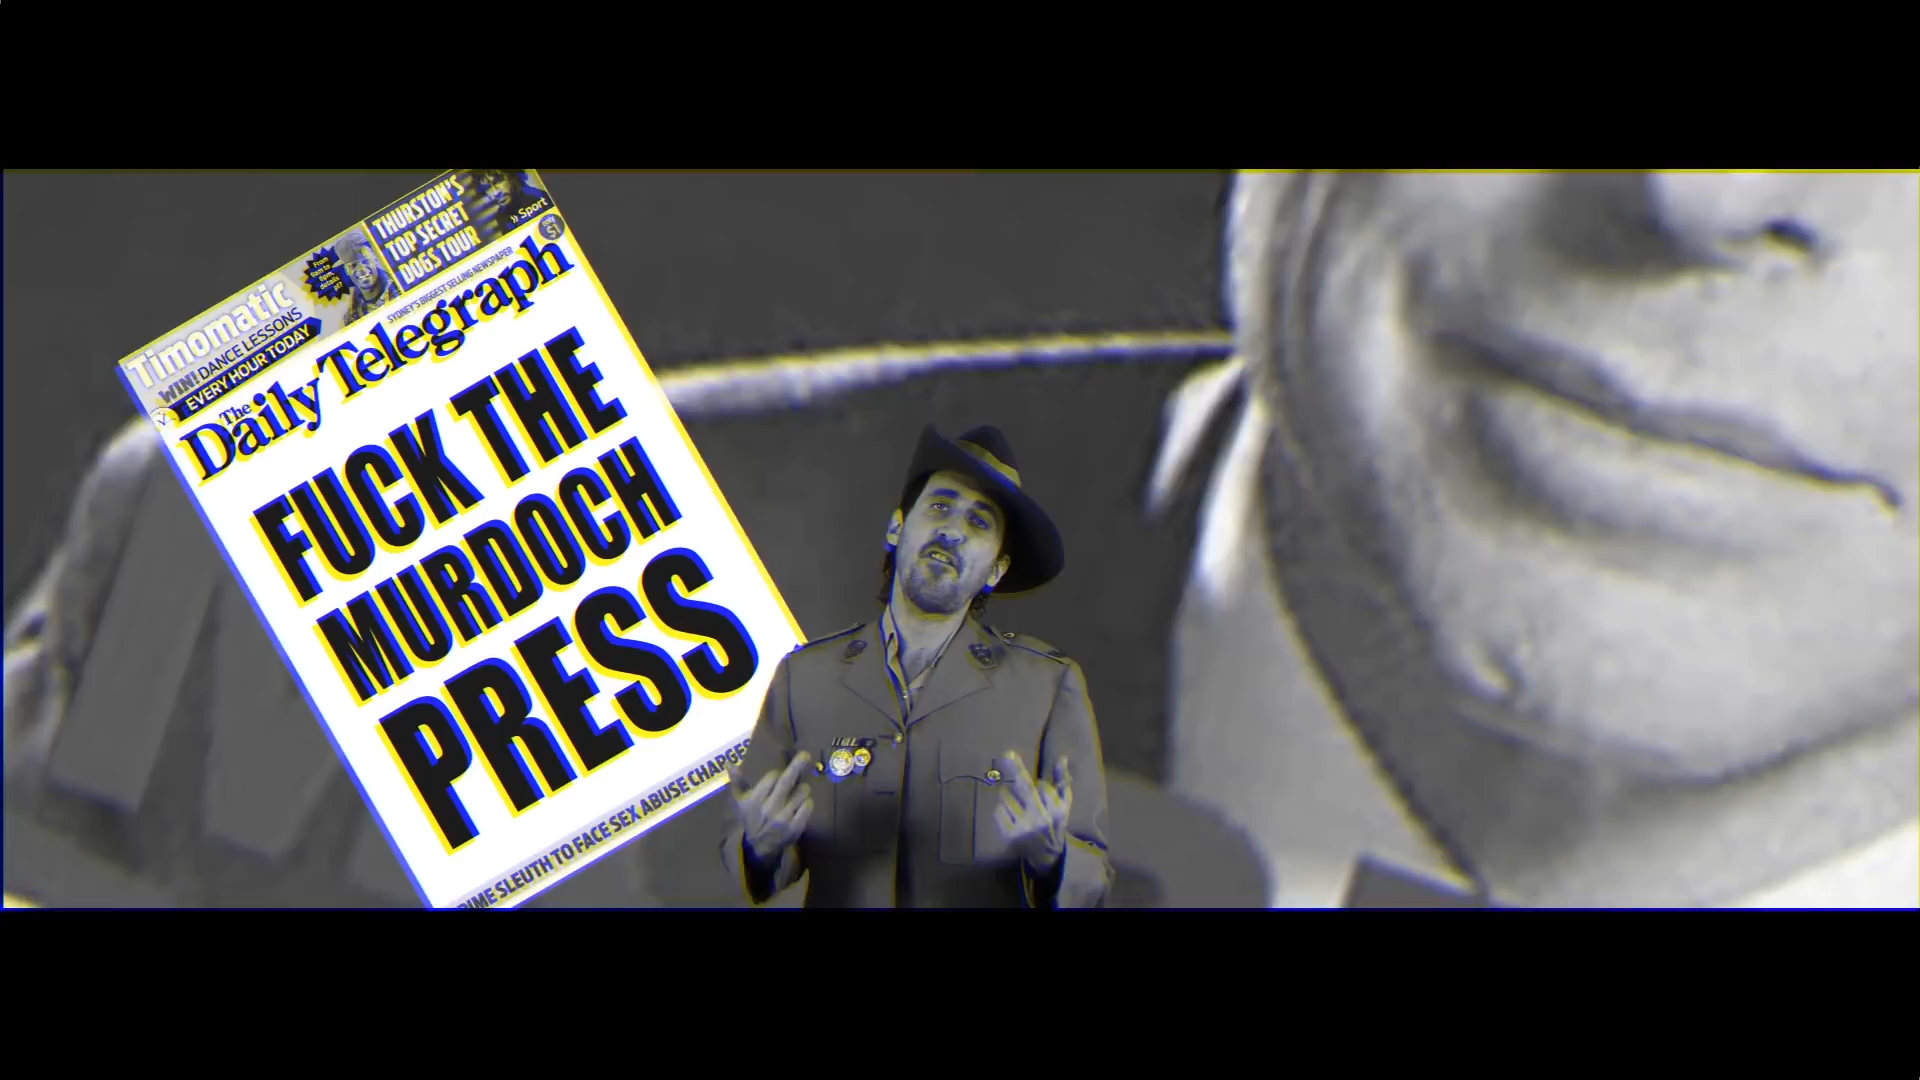 Timomatic
WIN! DANCE LESSONS
EVERY HOUR TODAY
THURSTON'S
TOP SECRET
DOGS TOUR
» Sport
SYDNEY'S BIGGEST SELLING NEWSPAPER
The
Daily Telegraph
FUCK THE
MURDOCH
PRESS
SLEUTH TO FACE SEX ABUSE CHARGES